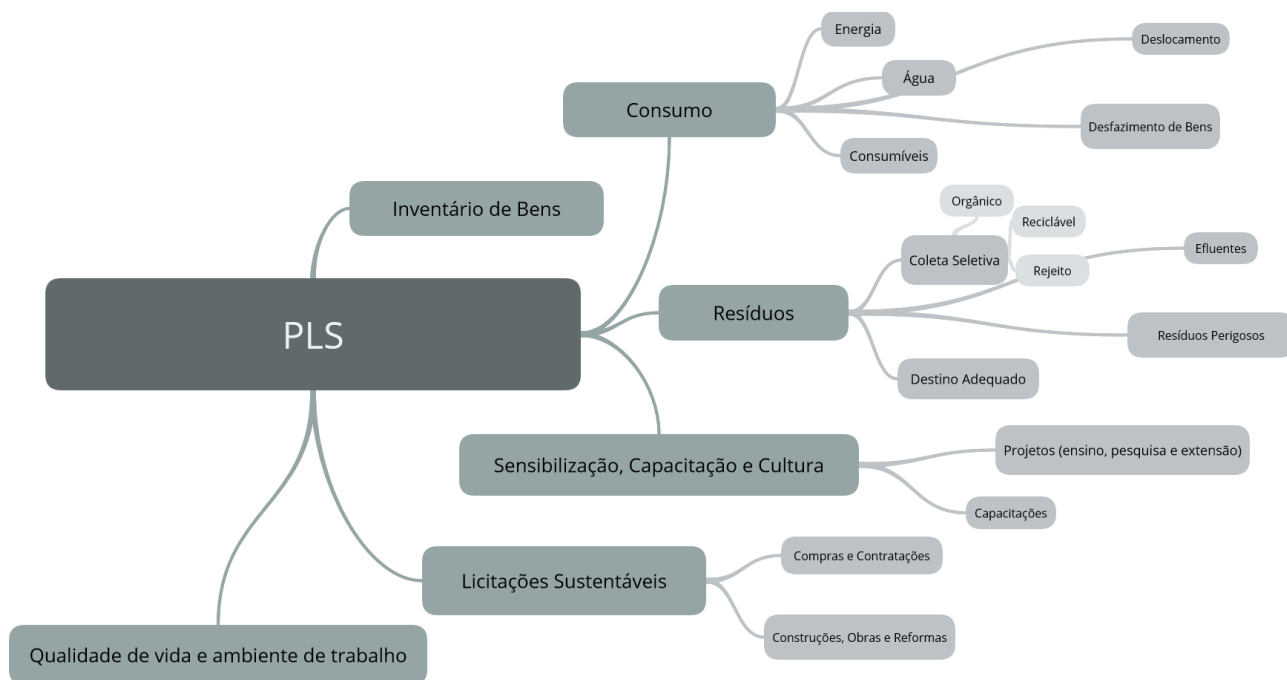 PLS
Inventário de Bens
Consumo
Energia
Água
Deslocamento
Desfazimento de Bens
Consumíveis
Resíduos
Coleta Seletiva
Orgânico
Reciclável
Rejeito
Efluentes
Resíduos Perigosos
Destino Adequado
Sensibilização, Capacitação e Cultura
Projetos (ensino, pesquisa e extensão)
Capacitações
Licitações Sustentáveis
Compras e Contratações
Construções, Obras e Reformas
Qualidade de vida e ambiente de trabalho